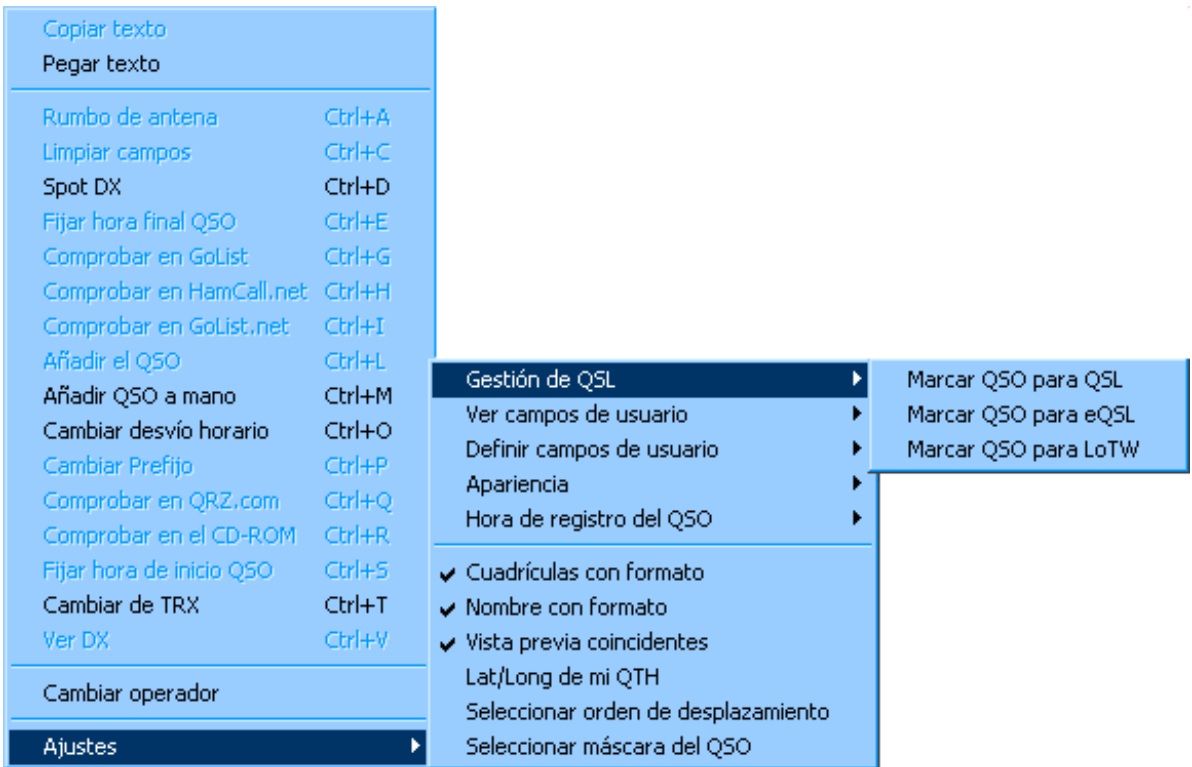 Copiar texto
Pegar texto
Rumbo de antena Ctrl+A
Limpiar campos Ctrl+C
Spot DX Ctrl+D
Fijar hora final QSO Ctrl+E
Comprobar en GoList Ctrl+G
Comprobar en HamCall.net Ctrl+H
Comprobar en GoList.net Ctrl+I
Añadir el QSO Ctrl+L
Añadir QSO a mano Ctrl+M
Cambiar desvío horario Ctrl+O
Cambiar Prefijo Ctrl+P
Comprobar en QRZ.com Ctrl+Q
Comprobar en el CD-ROM Ctrl+R
Fijar hora de inicio QSO Ctrl+S
Cambiar de TRX Ctrl+T
Ver DX Ctrl+V
Cambiar operador
Ajustes
Gestión de QSL
Ver campos de usuario
Definir campos de usuario
Apariencia
Hora de registro del QSO
Cuadrículas con formato
Nombre con formato
Vista previa coincidentes
Lat/Long de mi QTH
Seleccionar orden de desplazamiento
Seleccionar máscara del QSO
Marcar QSO para QSL
Marcar QSO para eQSL
Marcar QSO para LoTW